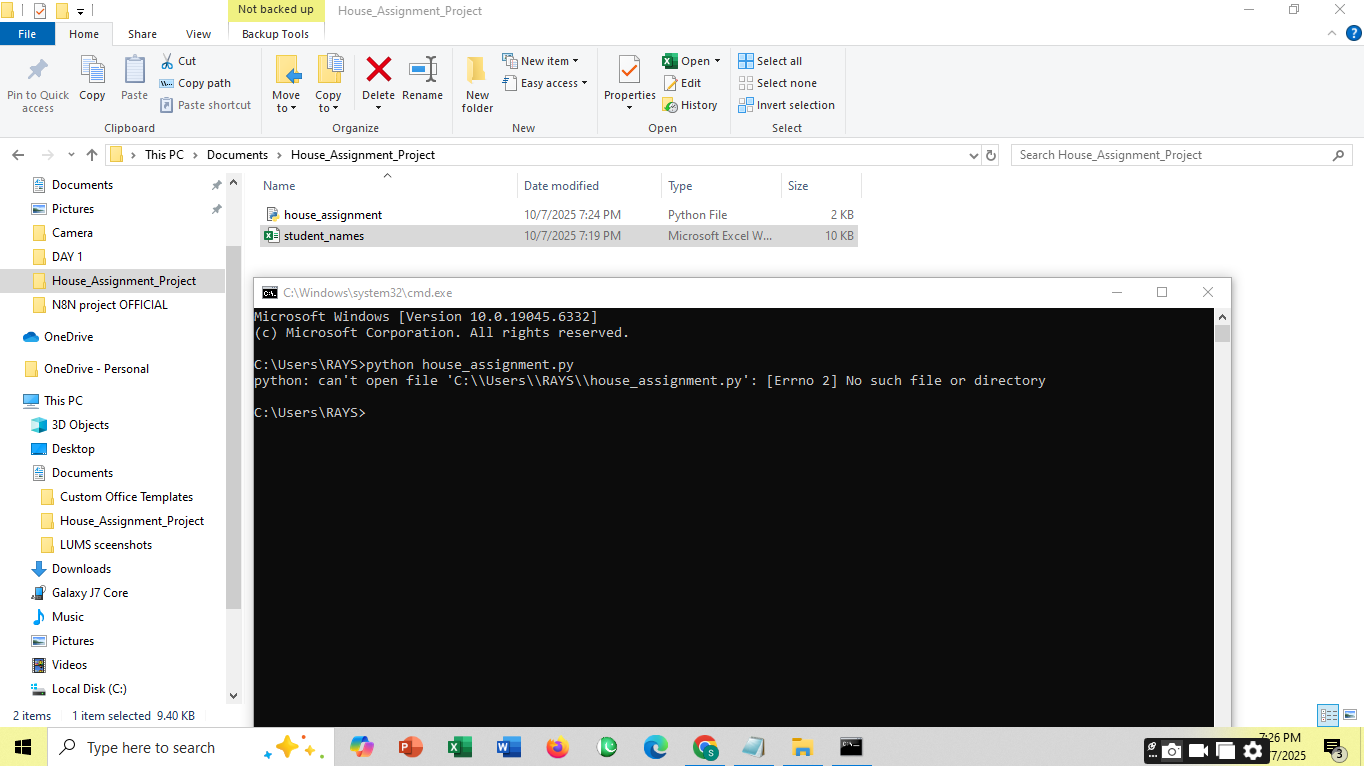 Not backed up
House_Assignment_Project
File
Home
Share
View
Backup Tools
Pin to Quick access
Copy
Paste
Cut
Copy path
Paste shortcut
Clipboard
Move to
Copy to
Delete
Rename
Organize
New folder
New item
Easy access
New
Properties
Open
Edit
History
Open
Select all
Select none
Invert selection
Select
This PC > Documents > House_Assignment_Project
Search House_Assignment_Project
Documents
Pictures
Camera
DAY 1
House_Assignment_Project
N8N project OFFICIAL
OneDrive
OneDrive - Personal
This PC
3D Objects
Desktop
Documents
Custom Office Templates
House_Assignment_Project
LUMS sceenshots
Downloads
Galaxy J7 Core
Music
Pictures
Videos
Local Disk (C:)
Name Date modified Type Size
house_assignment 10/7/2025 7:24 PM Python File 2 KB
student_names 10/7/2025 7:19 PM Microsoft Excel W... 10 KB
C:\Windows\system32\cmd.exe
Microsoft Windows [Version 10.0.19045.6332]
(c) Microsoft Corporation. All rights reserved.
C:\Users\RAYS>python house_assignment.py
python: can't open file 'C:\\Users\\RAYS\\house_assignment.py': [Errno 2] No such file or directory
C:\Users\RAYS>
2 items 1 item selected 9.40 KB
Type here to search
7:26 PM
7/2025
3